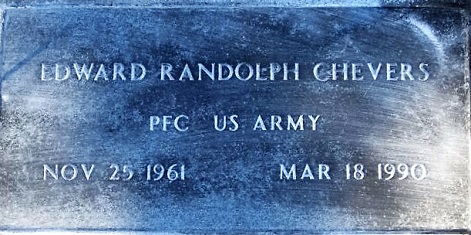 EDWARD RANDOLPH CHEVERS
PFC US ARMY
NOV 25 1961 MAR 18 1990